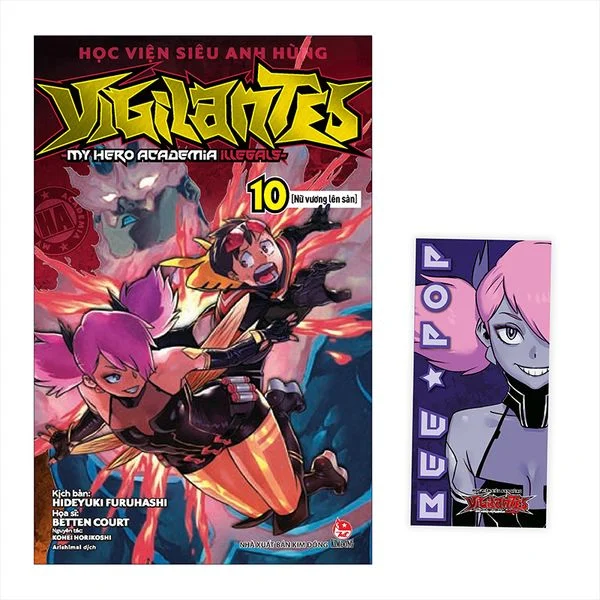 HỌC VIỆN SIÊU ANH HÙNG
VIGILANTES
-MY HERO ACADEMIA ILLEGALS-
10 [Nữ vương lên sàn]
Kịch bản:
HIDEYUKI FURUHASHI
Họa sĩ:
BETTEN COURT
Nguyên tác:
KOHEI HORIKOSHI
Arishimai dịch
NHÀ XUẤT BẢN KIM ĐỒNG
BEE★POP
VIGILANTES